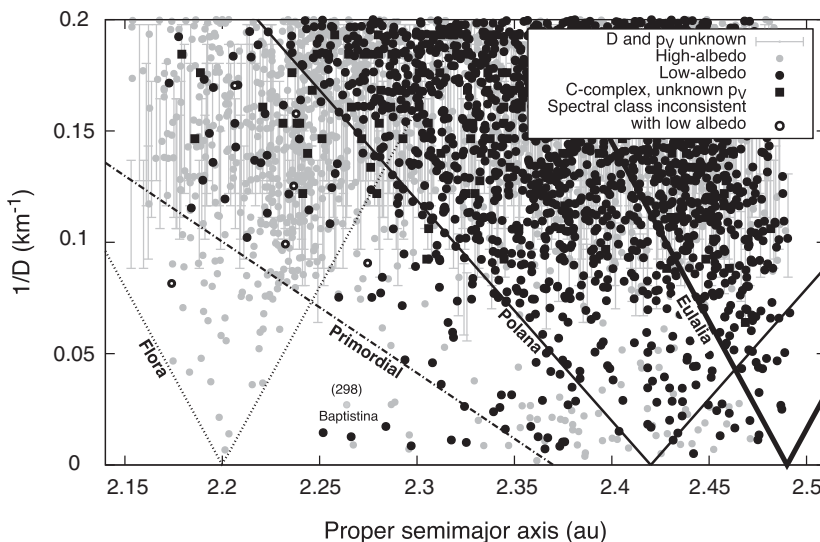 0.2
0.15
0.1
0.05
0
1/D (km⁻¹)
D and pᵥ unknown
High-albedo
Low-albedo
C-complex, unknown pᵥ
Spectral class inconsistent
with low albedo
Flora
Primordial
Polana
Eulalia
(298)
Baptistina
2.15
2.2
2.25
2.3
2.35
2.4
2.45
2.5
Proper semimajor axis (au)